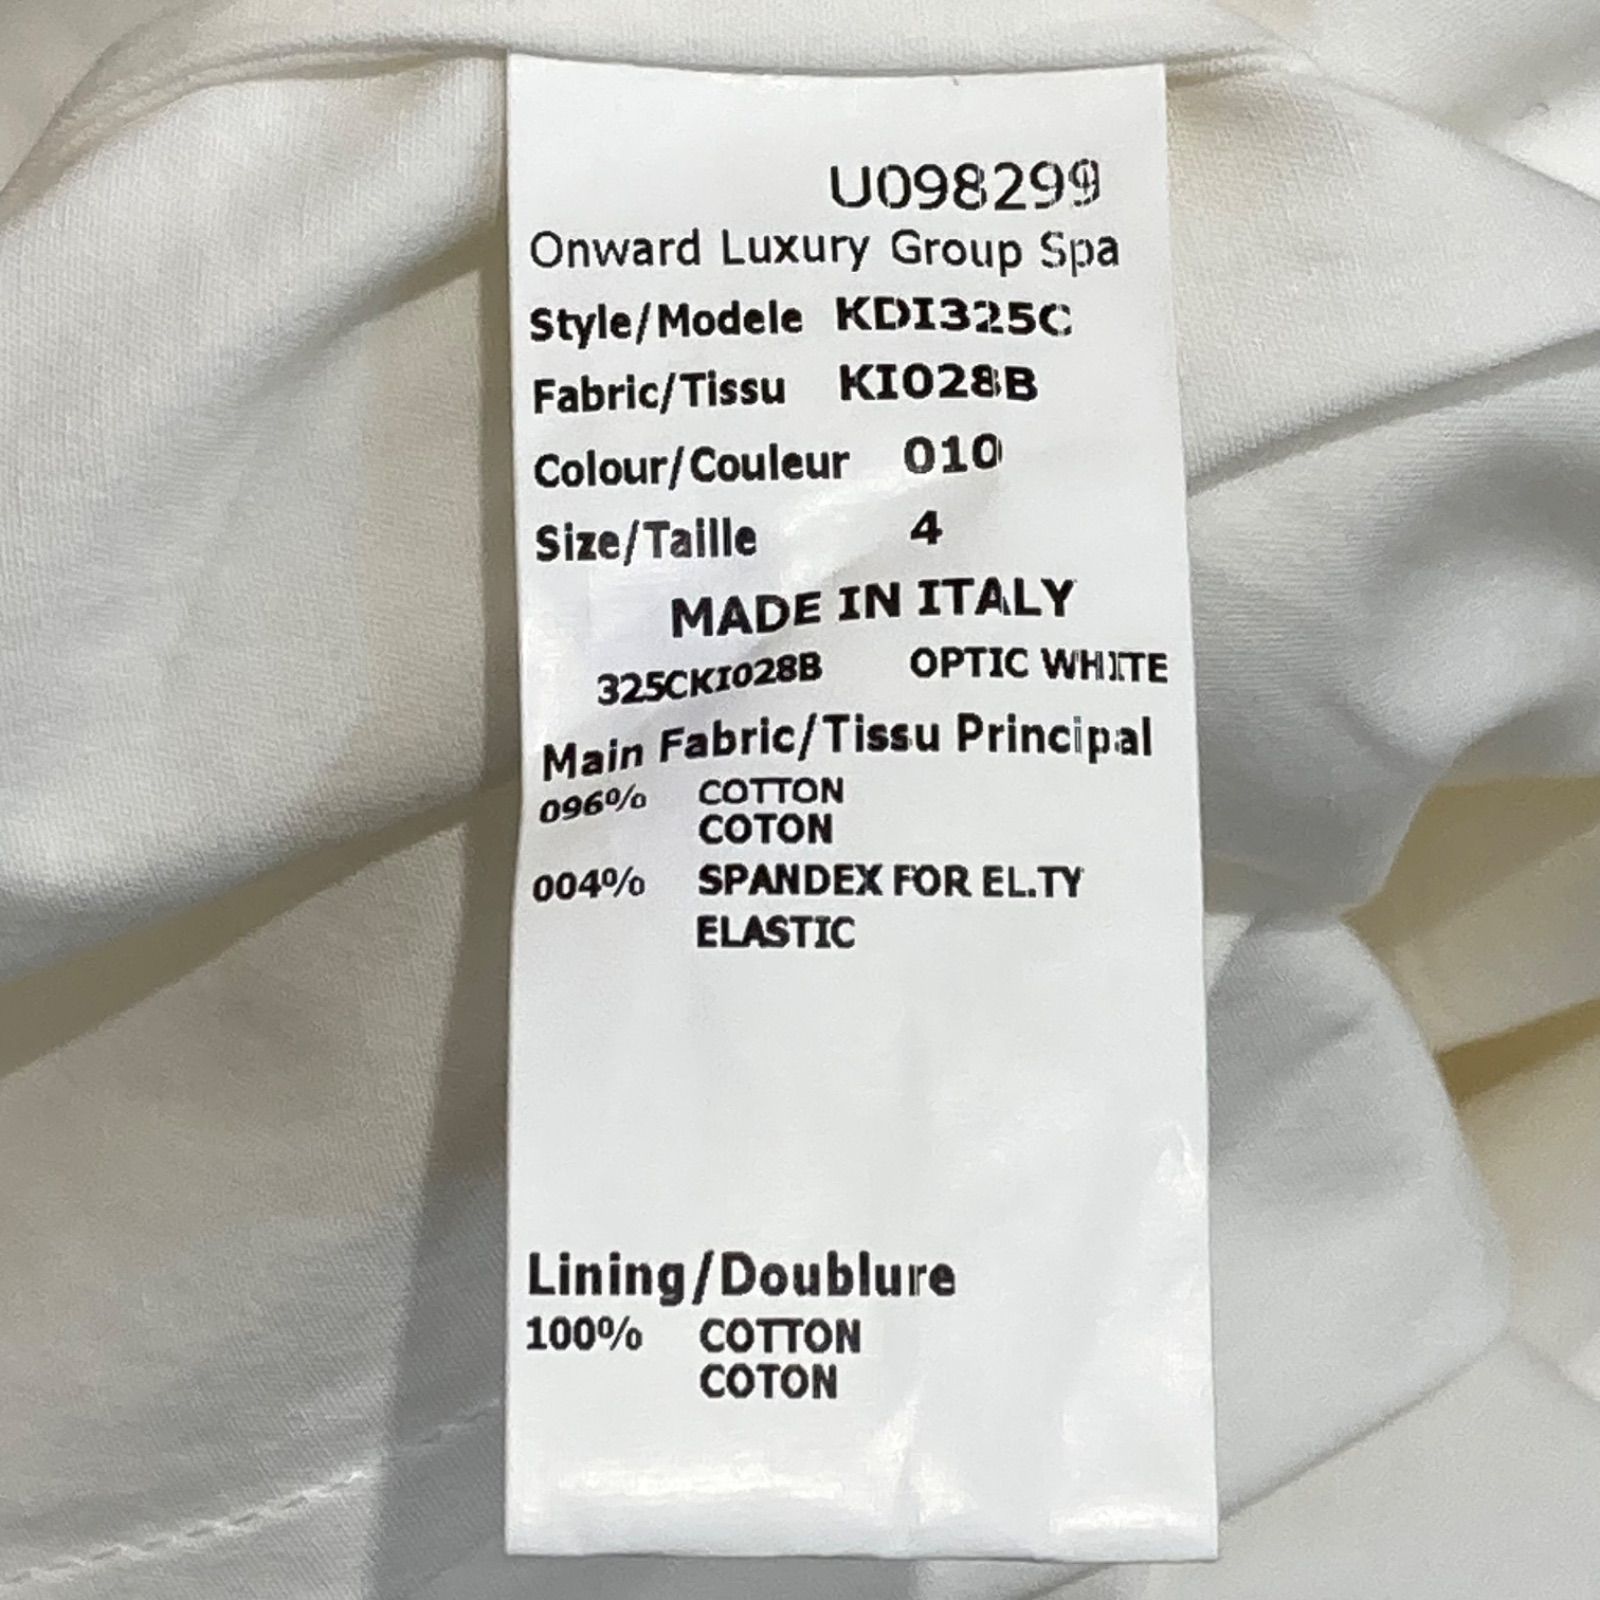 U098299
Onward Luxury Group Spa
Style/Modele KDI325C
Fabric/Tissu KI028B
Colour/Couleur 010
Size/Taille 4
MADE IN ITALY
325CKI028B OPTIC WHITE
Main Fabric/Tissu Principal
096% COTTON
COTON
004% SPANDEX FOR EL.TY
ELASTIC
Lining/Doublure
100% COTTON
COTON